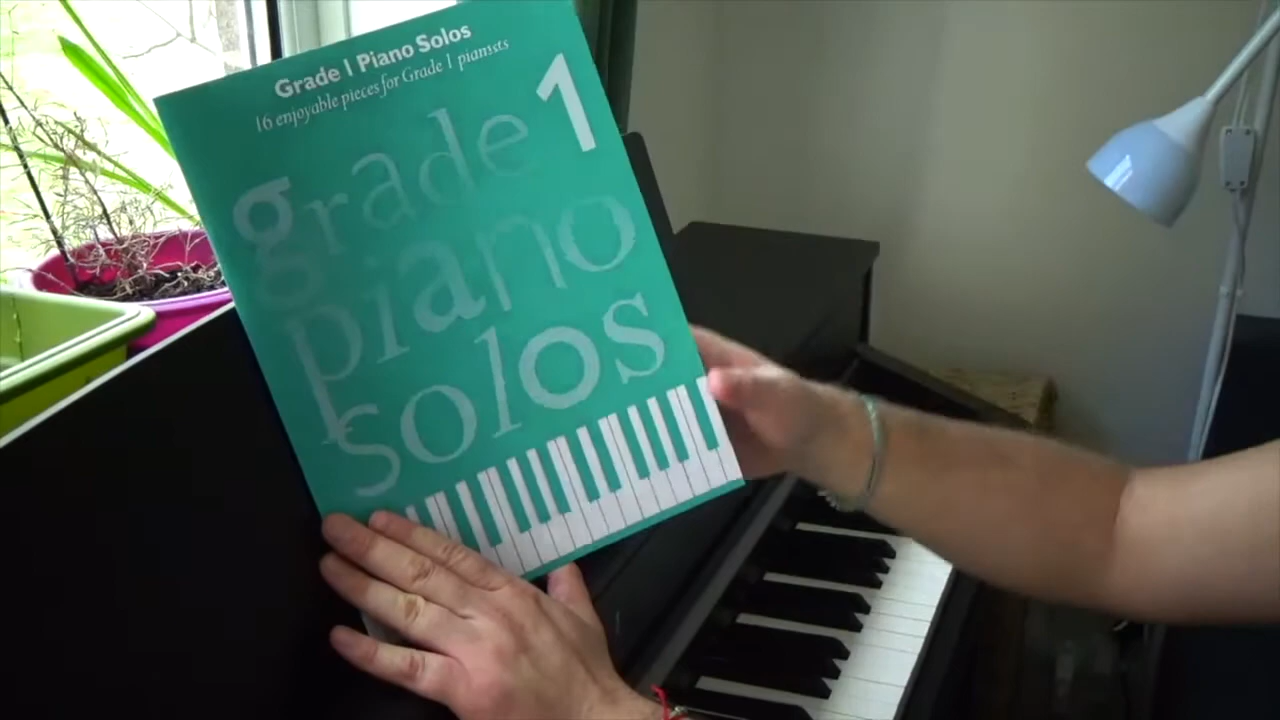 Grade 1 Piano Solos
16 enjoyable pieces for Grade 1 pianists
grade 1
piano
solos